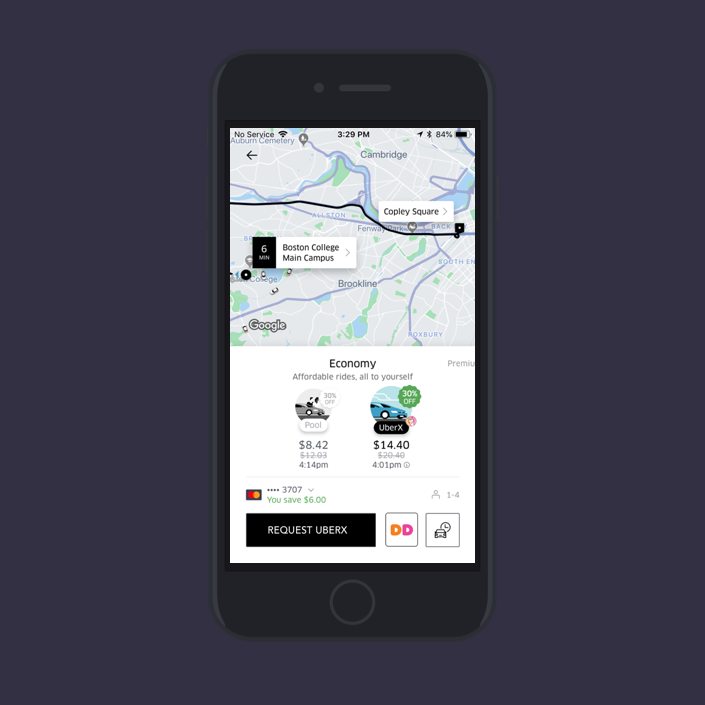 No Service 3:29 PM 84%
Auburn Cemetery
Cambridge
Copley Square
ALLSTON
Fenway Park
BACK
6 MIN
Boston College
Main Campus
SOUTH EN
College
Brookline
Google
ROXBURY
Economy
Premiu
Affordable rides, all to yourself
30% OFF
30% OFF
Pool
UberX
$8.42
$14.40
$12.03
$20.40
4:14pm
4:01pm
•••• 3707
1-4
You save $6.00
REQUEST UBERX
DD